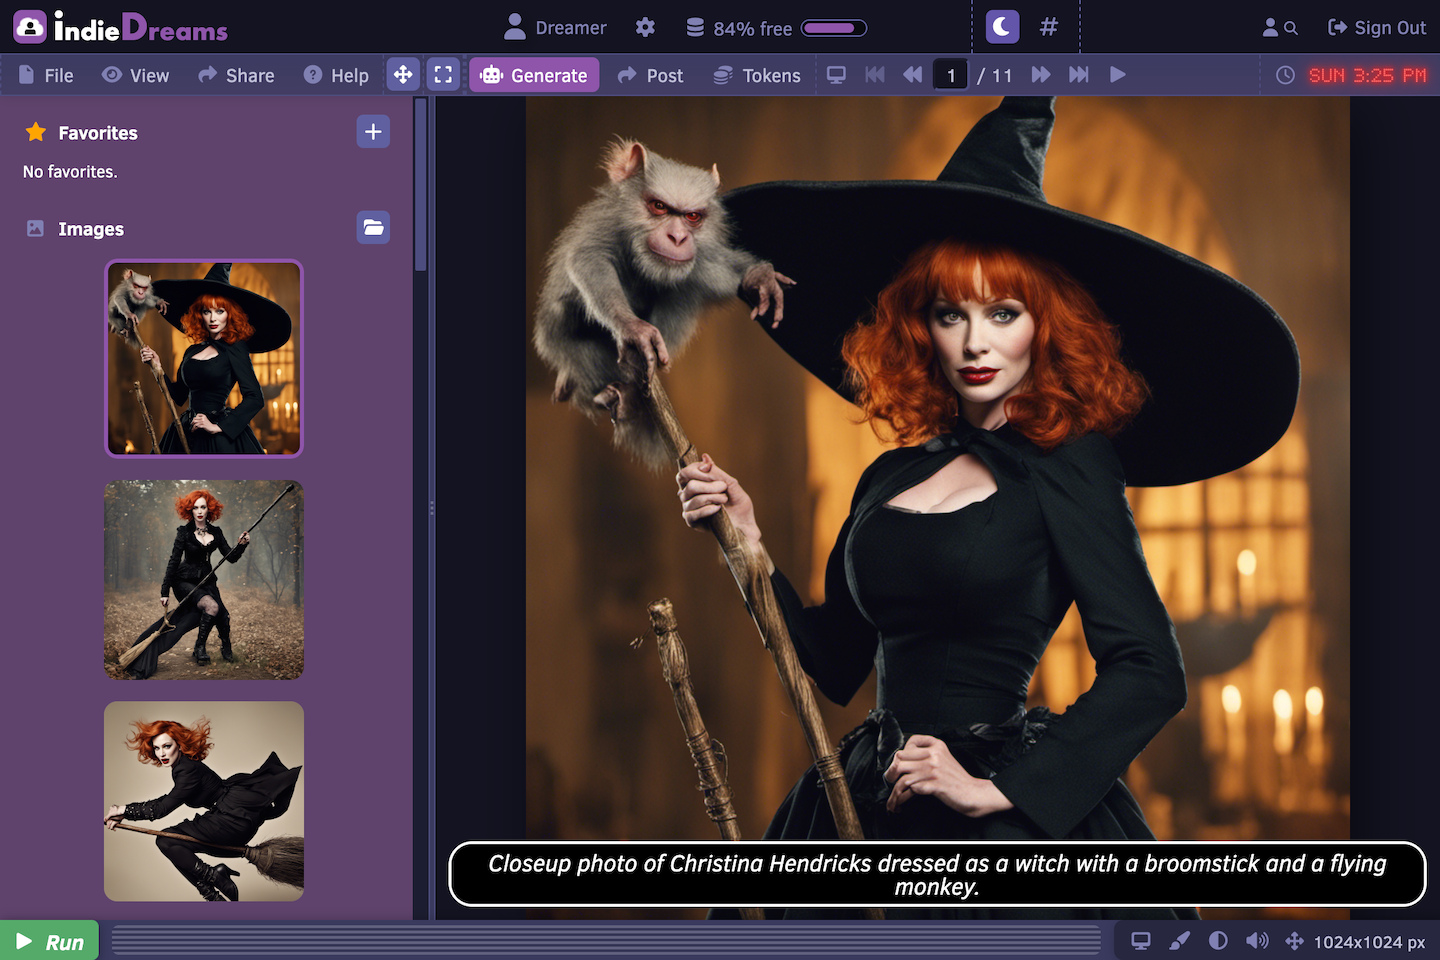 indieDreams
Dreamer
84% free
Sign Out
File
View
Share
Help
Generate
Post
Tokens
1 / 11
SUN 3:25 PM
Favorites
No favorites.
Images
Closeup photo of Christina Hendricks dressed as a witch with a broomstick and a flying
monkey.
Run
1024x1024 px